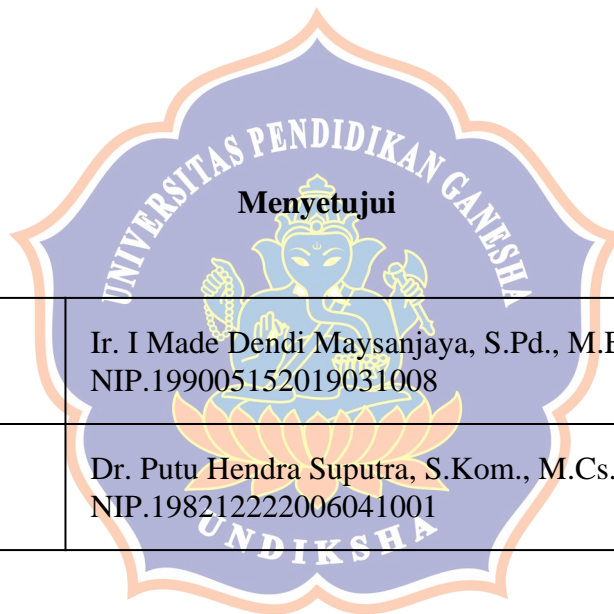 UNIVERSITAS PENDIDIKAN GANESHA
Menyetujui
Ir. I Made Dendi Maysanjaya, S.Pd., M.
NIP.199005152019031008
Dr. Putu Hendra Suputra, S.Kom., M.Cs.
NIP.198212222006041001
UNDIKSHA